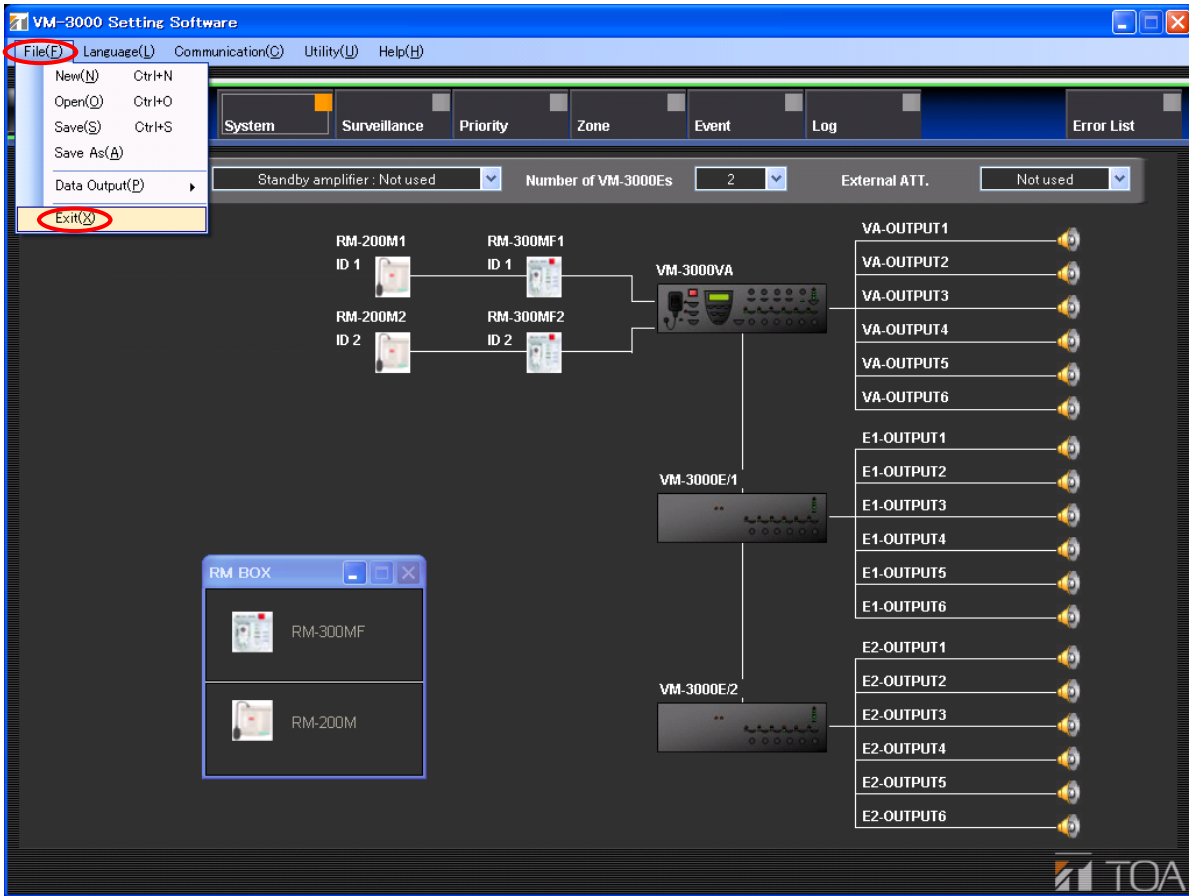 VM-3000 Setting Software
File(F) Language(L) Communication(C) Utility(U) Help(H)
New(N) Ctrl+N
Open(O) Ctrl+O
Save(S) Ctrl+S
Save As(A)
Data Output(P)
Exit(X)
System Surveillance Priority Zone Event Log Error List
Standby amplifier : Not used Number of VM-3000Es 2 External ATT. Not used
RM-200M1 RM-300MF1
ID 1 ID 1
RM-200M2 RM-300MF2
ID 2 ID 2
VM-3000VA
VA-OUTPUT1
VA-OUTPUT2
VA-OUTPUT3
VA-OUTPUT4
VA-OUTPUT5
VA-OUTPUT6
VM-3000E/1
E1-OUTPUT1
E1-OUTPUT2
E1-OUTPUT3
E1-OUTPUT4
E1-OUTPUT5
E1-OUTPUT6
RM BOX
RM-300MF
RM-200M
VM-3000E/2
E2-OUTPUT1
E2-OUTPUT2
E2-OUTPUT3
E2-OUTPUT4
E2-OUTPUT5
E2-OUTPUT6
TOA